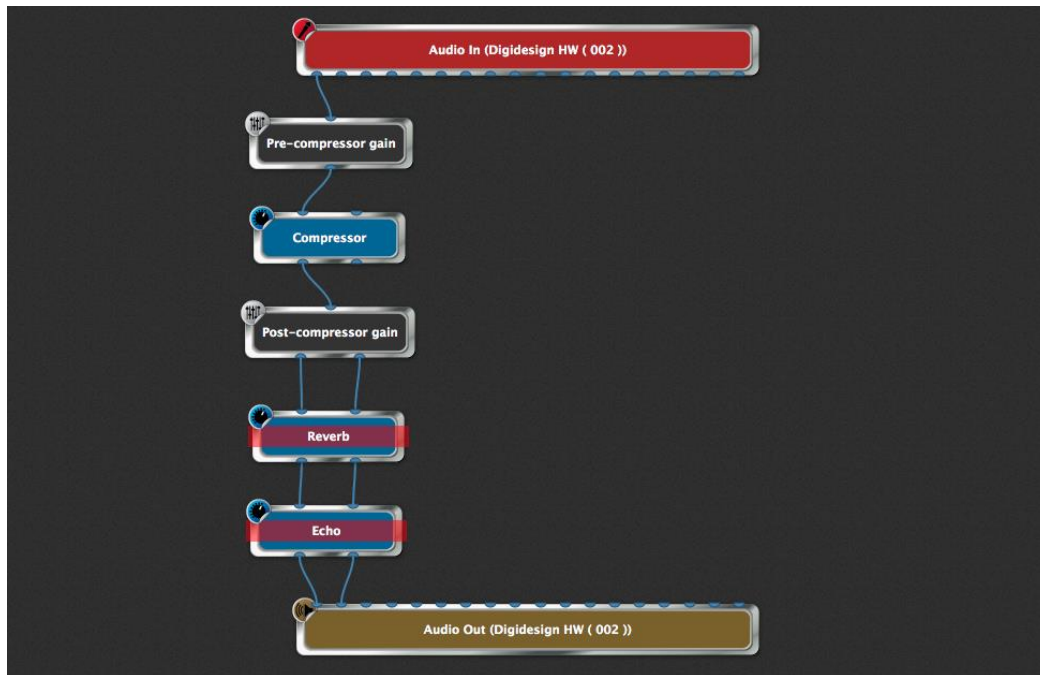 Audio In (Digidesign HW ( 002 ))
Pre-compressor gain
Compressor
Post-compressor gain
Reverb
Echo
Audio Out (Digidesign HW ( 002 ))